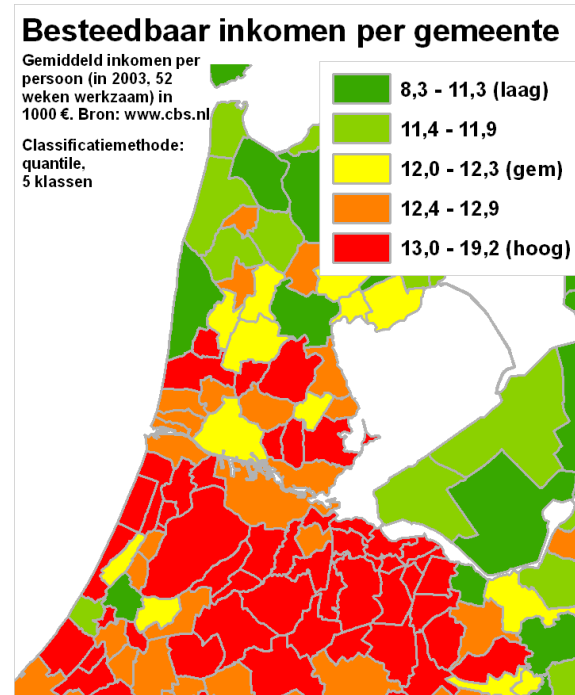 Besteedbaar inkomen per gemeente
Gemiddeld inkomen per
persoon (in 2003, 52
weken werkzaam) in
1000 €. Bron: www.cbs.nl
Classificatiemethode:
quantile,
5 klassen
8,3 - 11,3 (laag)
11,4 - 11,9
12,0 - 12,3 (gem)
12,4 - 12,9
13,0 - 19,2 (hoog)